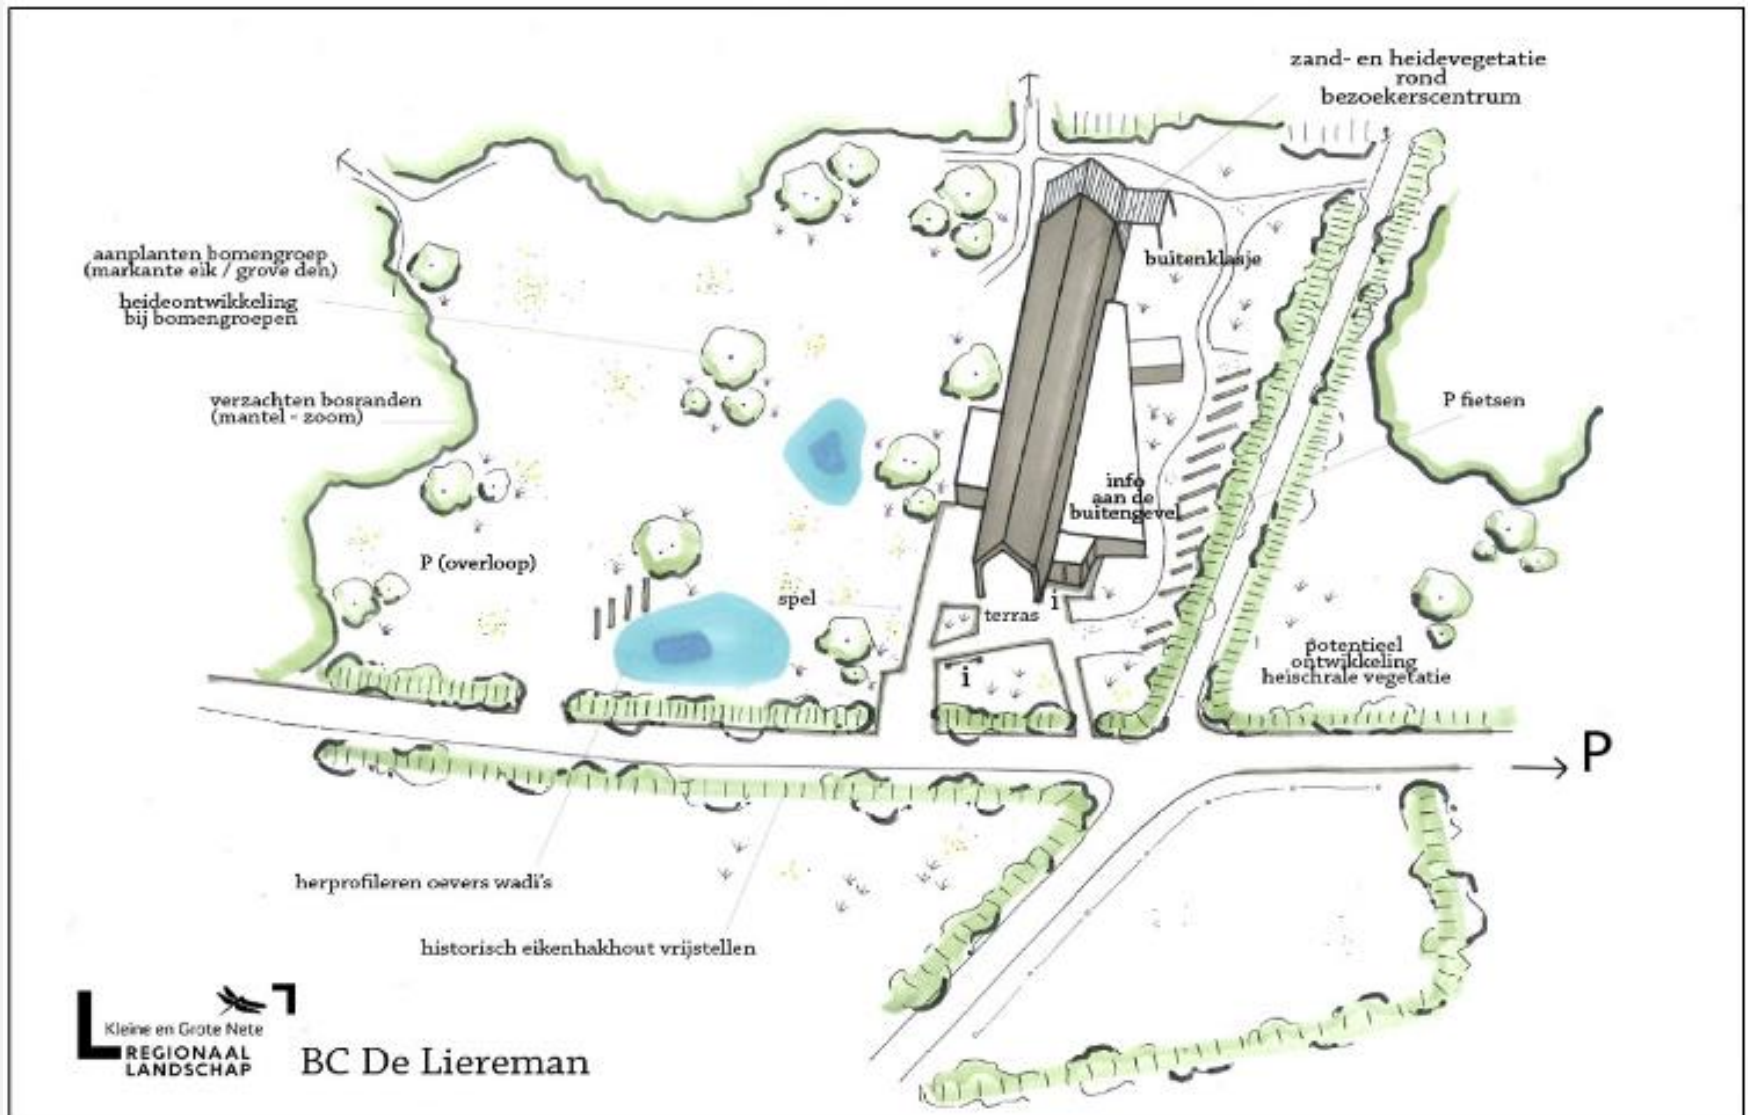 zand- en heidevegetatie
rond
bezoekerscentrum
aanplanten bomengroep
(markante eik / grove den)
heideontwikkeling
bij bomengroepen
buitenklasje
verzachten bosranden
(mantel - zoom)
P fietsen
info
aan de
buitengevel
P (overloop)
spel
terras
i
i
potentieel
ontwikkeling
heischrale vegetatie
P
herprofileren oevers wadi's
historisch eikenhakhout vrijstellen
Kleine en Grote Nete
REGIONAAL
LANDSCHAP
BC De Liereman